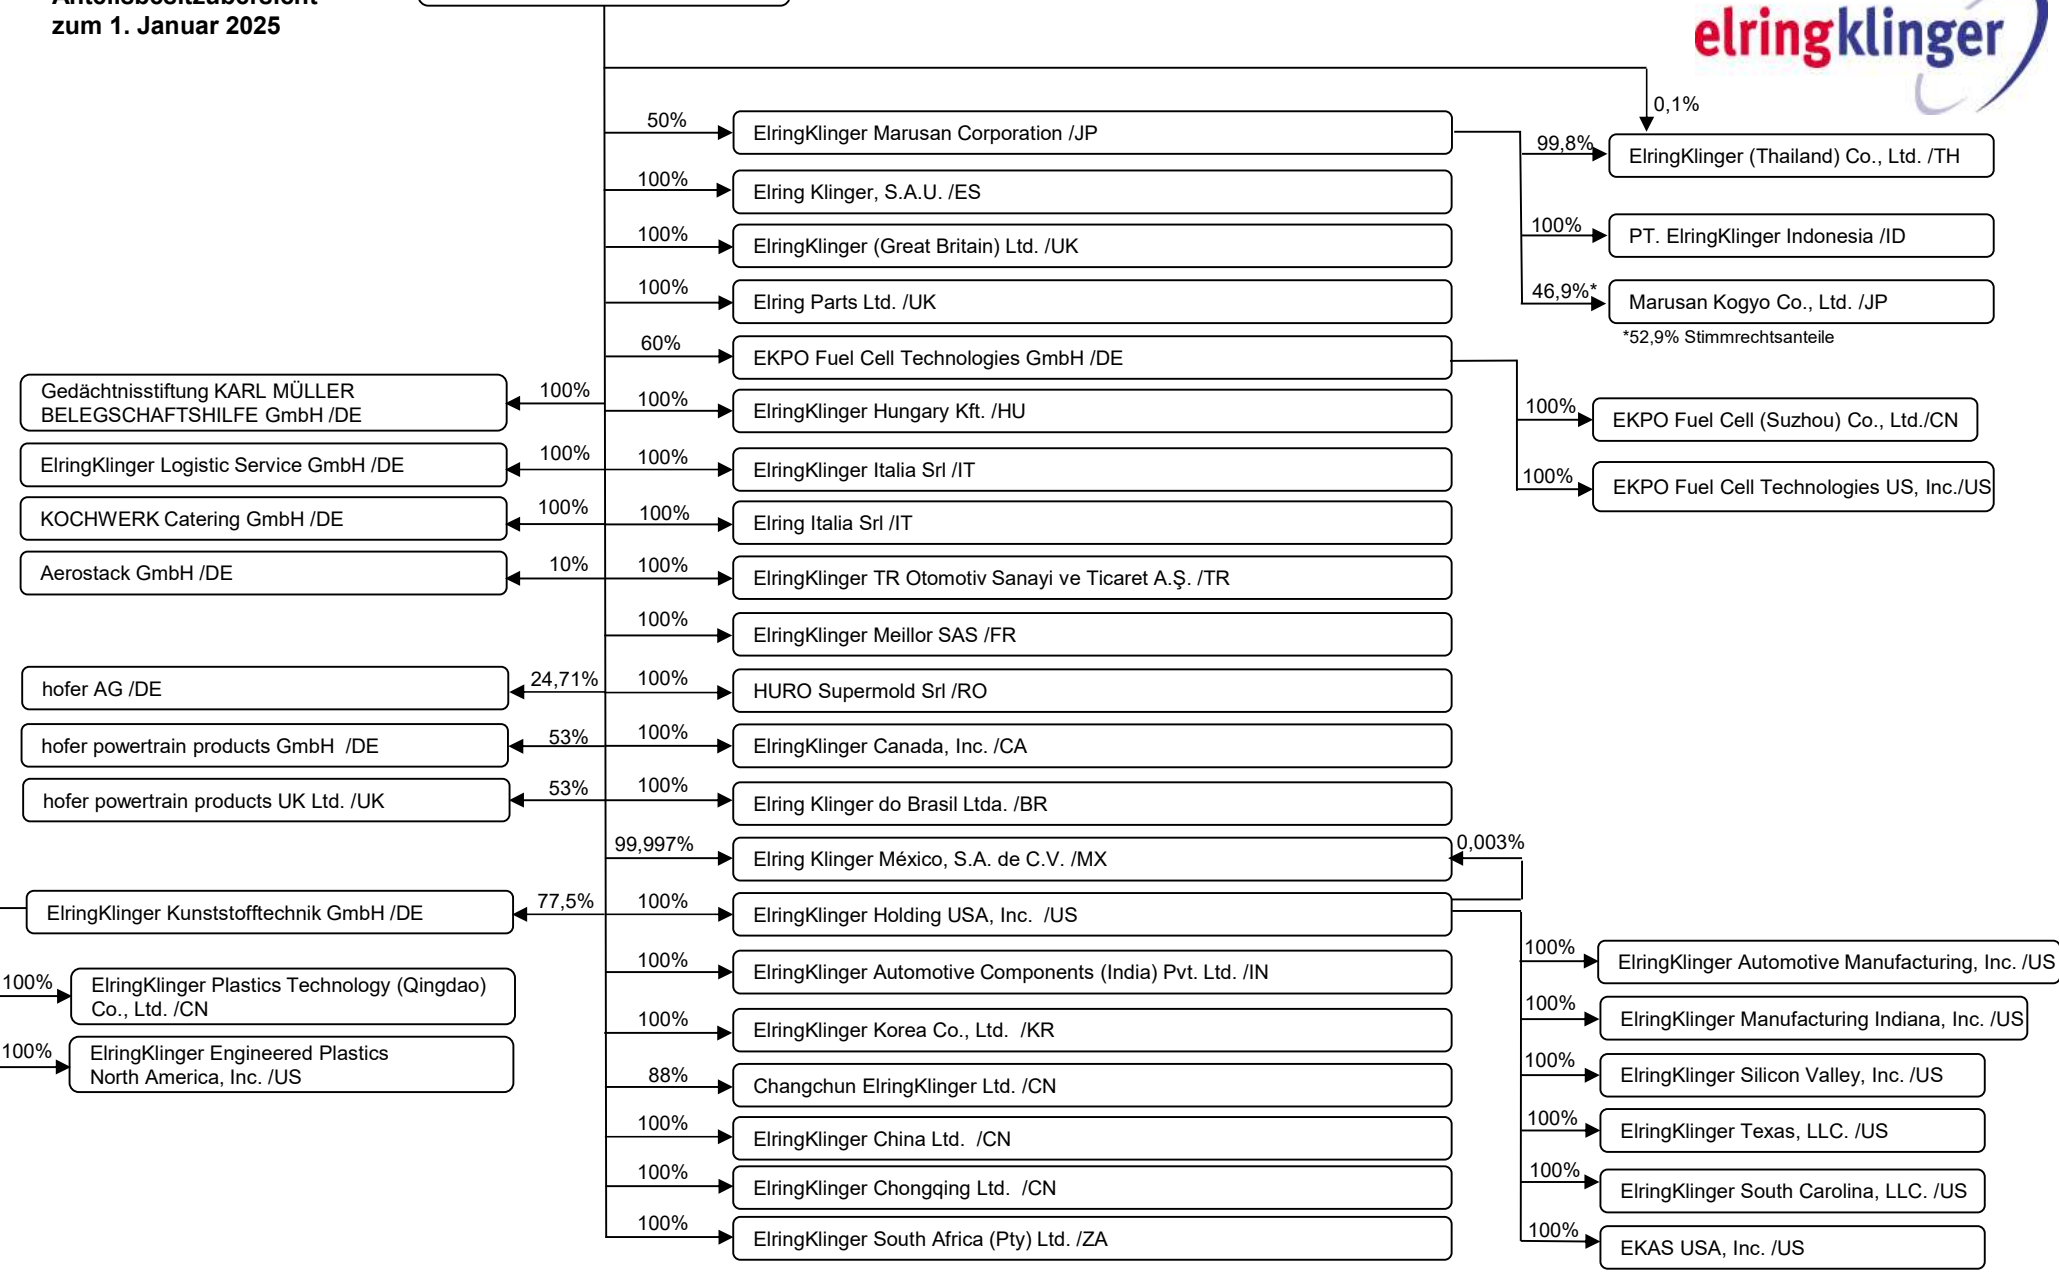 Anteilsbesitzübersicht
zum 1. Januar 2025
elringklinger
0,1%
50%
ElringKlinger Marusan Corporation /JP
99,8%
ElringKlinger (Thailand) Co., Ltd. /TH
100%
Elring Klinger, S.A.U. /ES
100%
ElringKlinger (Great Britain) Ltd. /UK
100%
PT. ElringKlinger Indonesia /ID
100%
Elring Parts Ltd. /UK
46,9%*
Marusan Kogyo Co., Ltd. /JP
*52,9% Stimmrechtsanteile
60%
EKPO Fuel Cell Technologies GmbH /DE
Gedächtnisstiftung KARL MÜLLER
BELEGSCHAFTSHILFE GmbH /DE
100%
100%
ElringKlinger Hungary Kft. /HU
100%
EKPO Fuel Cell (Suzhou) Co., Ltd./CN
ElringKlinger Logistic Service GmbH /DE
100%
100%
ElringKlinger Italia Srl /IT
100%
EKPO Fuel Cell Technologies US, Inc./US
KOCHWERK Catering GmbH /DE
100%
100%
Elring Italia Srl /IT
Aerostack GmbH /DE
10%
100%
ElringKlinger TR Otomotiv Sanayi ve Ticaret A.Ş. /TR
100%
ElringKlinger Meillor SAS /FR
hofer AG /DE
24,71%
100%
HURO Supermold Srl /RO
hofer powertrain products GmbH /DE
53%
100%
ElringKlinger Canada, Inc. /CA
hofer powertrain products UK Ltd. /UK
53%
100%
Elring Klinger do Brasil Ltda. /BR
99,997%
Elring Klinger México, S.A. de C.V. /MX
0,003%
ElringKlinger Kunststofftechnik GmbH /DE
77,5%
100%
ElringKlinger Holding USA, Inc. /US
100%
ElringKlinger Automotive Manufacturing, Inc. /US
100%
ElringKlinger Plastics Technology (Qingdao)
Co., Ltd. /CN
100%
ElringKlinger Automotive Components (India) Pvt. Ltd. /IN
100%
ElringKlinger Manufacturing Indiana, Inc. /US
100%
ElringKlinger Engineered Plastics
North America, Inc. /US
100%
ElringKlinger Korea Co., Ltd. /KR
100%
ElringKlinger Silicon Valley, Inc. /US
88%
Changchun ElringKlinger Ltd. /CN
100%
ElringKlinger Texas, LLC. /US
100%
ElringKlinger China Ltd. /CN
100%
ElringKlinger Chongqing Ltd. /CN
100%
ElringKlinger South Carolina, LLC. /US
100%
ElringKlinger South Africa (Pty) Ltd. /ZA
100%
EKAS USA, Inc. /US